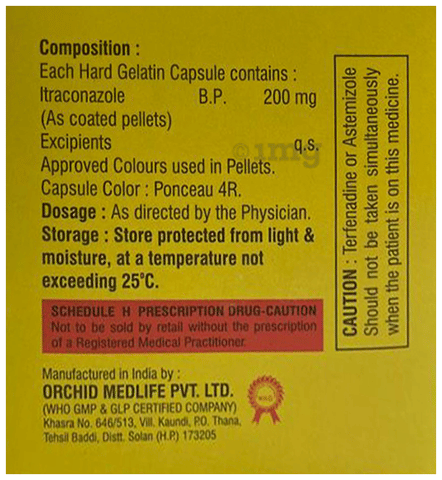 Composition :
Each Hard Gelatin Capsule contains :
Itraconazole B.P. 200 mg
(As coated pellets)
Excipients q.s.
Approved Colours used in Pellets.
Capsule Color : Ponceau 4R.
Dosage : As directed by the Physician.
Storage : Store protected from light &
moisture, at a temperature not
exceeding 25°C.
SCHEDULE H PRESCRIPTION DRUG-CAUTION
Not to be sold by retail without the prescription
of a Registered Medical Practitioner.
Manufactured in India by :
ORCHID MEDLIFE PVT. LTD.
(WHO GMP & GLP CERTIFIED COMPANY)
Khasra No. 646/513, Vill. Kaundi, P.O. Thana,
Tehsil Baddi, Distt. Solan (H.P.) 173205
CAUTION : Terfenadine or Astemizole
Should not be taken simultaneously
when the patient is on this medicine.
1mg